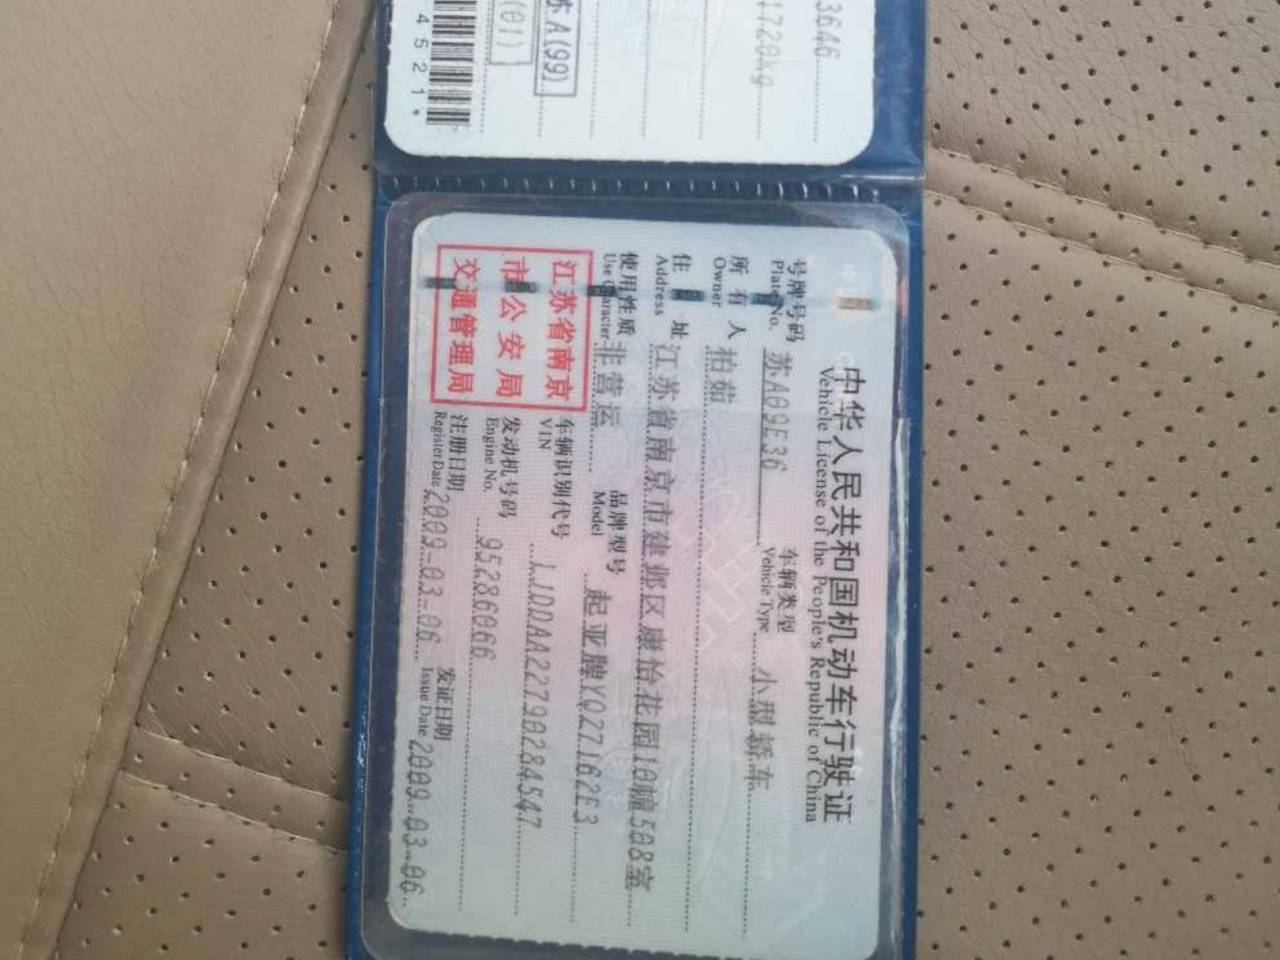 3646
1720kg
苏A(99)
(01)
4521*
中华人民共和国机动车行驶证
Vehicle License of the People's Republic of China
号牌号码 苏A09E36 车辆类型 小型轿车
Plate No. Vehicle Type
所有人 柏茹
Owner
住址 江苏省南京市建邺区康怡花园10幢508室
Address
使用性质 非营运 品牌型号 起亚牌YQZ7162E3
Use Character Model
江苏省南京
市公安局
交通管理局
车辆识别代号 LJDDAA22790284547
VIN
发动机号码 95286066
Engine No.
注册日期 2009-03-06 发证日期 2009-03-06
Register Date Issue Date